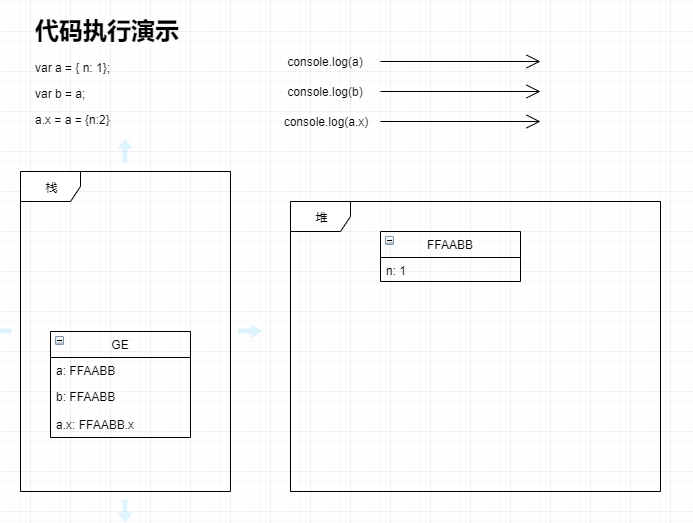 代码执行演示
var a = { n: 1};
var b = a;
a.x = a = {n:2}
console.log(a)
console.log(b)
console.log(a.x)
栈
GE
a: FFAABB
b: FFAABB
a.x: FFAABB.x
堆
FFAABB
n: 1